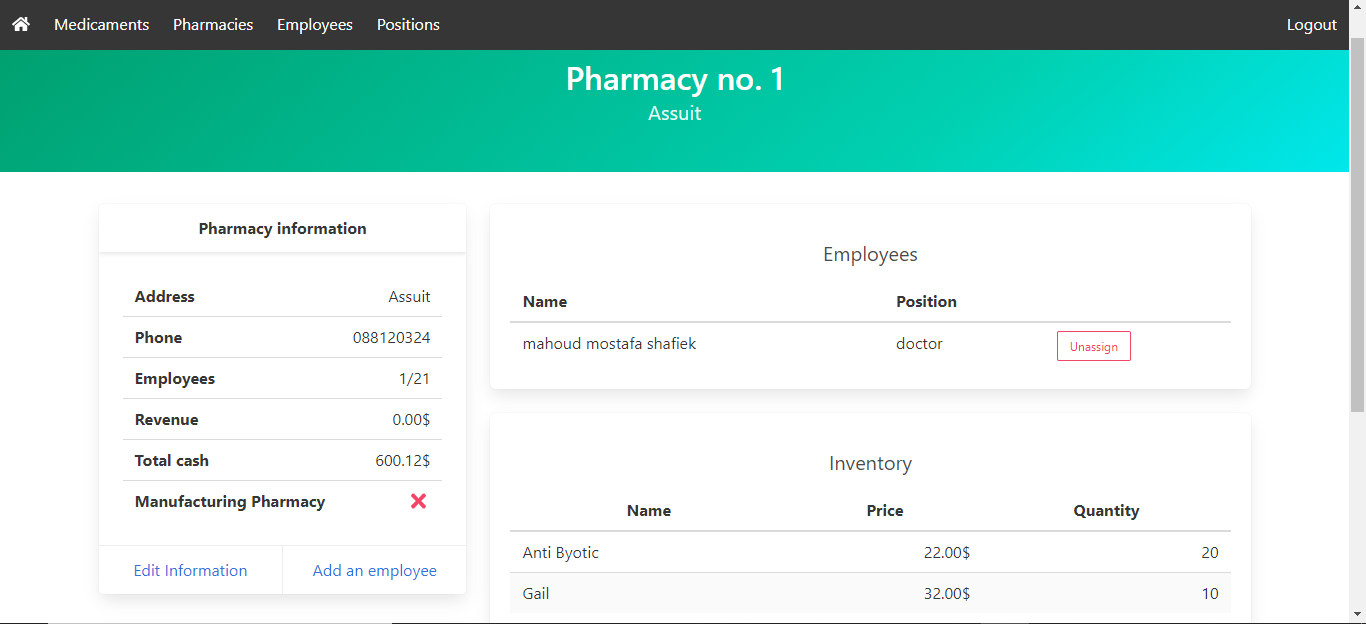 Medicaments Pharmacies Employees Positions Logout
Pharmacy no. 1
Assuit
Pharmacy information
Address Assuit
Phone 088120324
Employees 1/21
Revenue 0.00$
Total cash 600.12$
Manufacturing Pharmacy
Edit Information Add an employee
Employees
Name Position
mahoud mostafa shafiek doctor Unassign
Inventory
Name Price Quantity
Anti Byotic 22.00$ 20
Gail 32.00$ 10